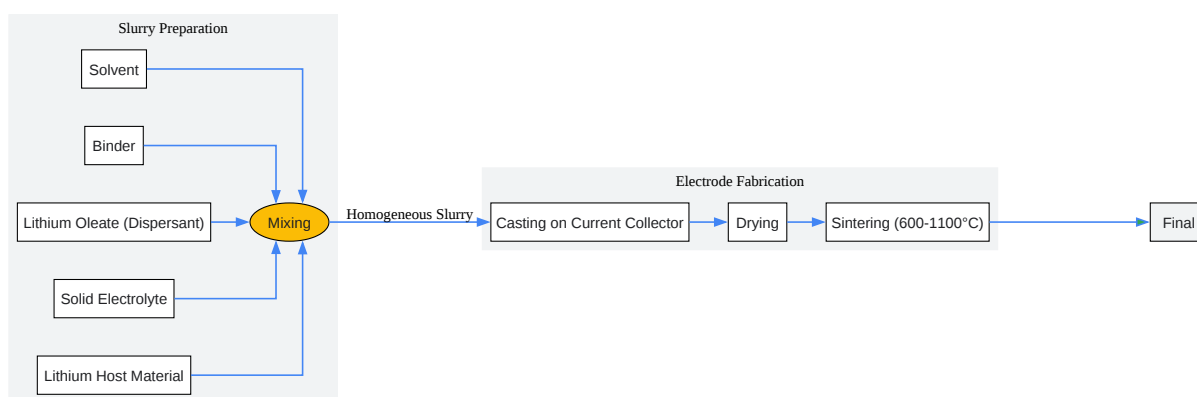 Slurry Preparation
Solvent
Binder
Lithium Oleate (Dispersant)
Mixing
Solid Electrolyte
Lithium Host Material
Homogeneous Slurry
Electrode Fabrication
Casting on Current Collector
Drying
Sintering (600-1100°C)
Final